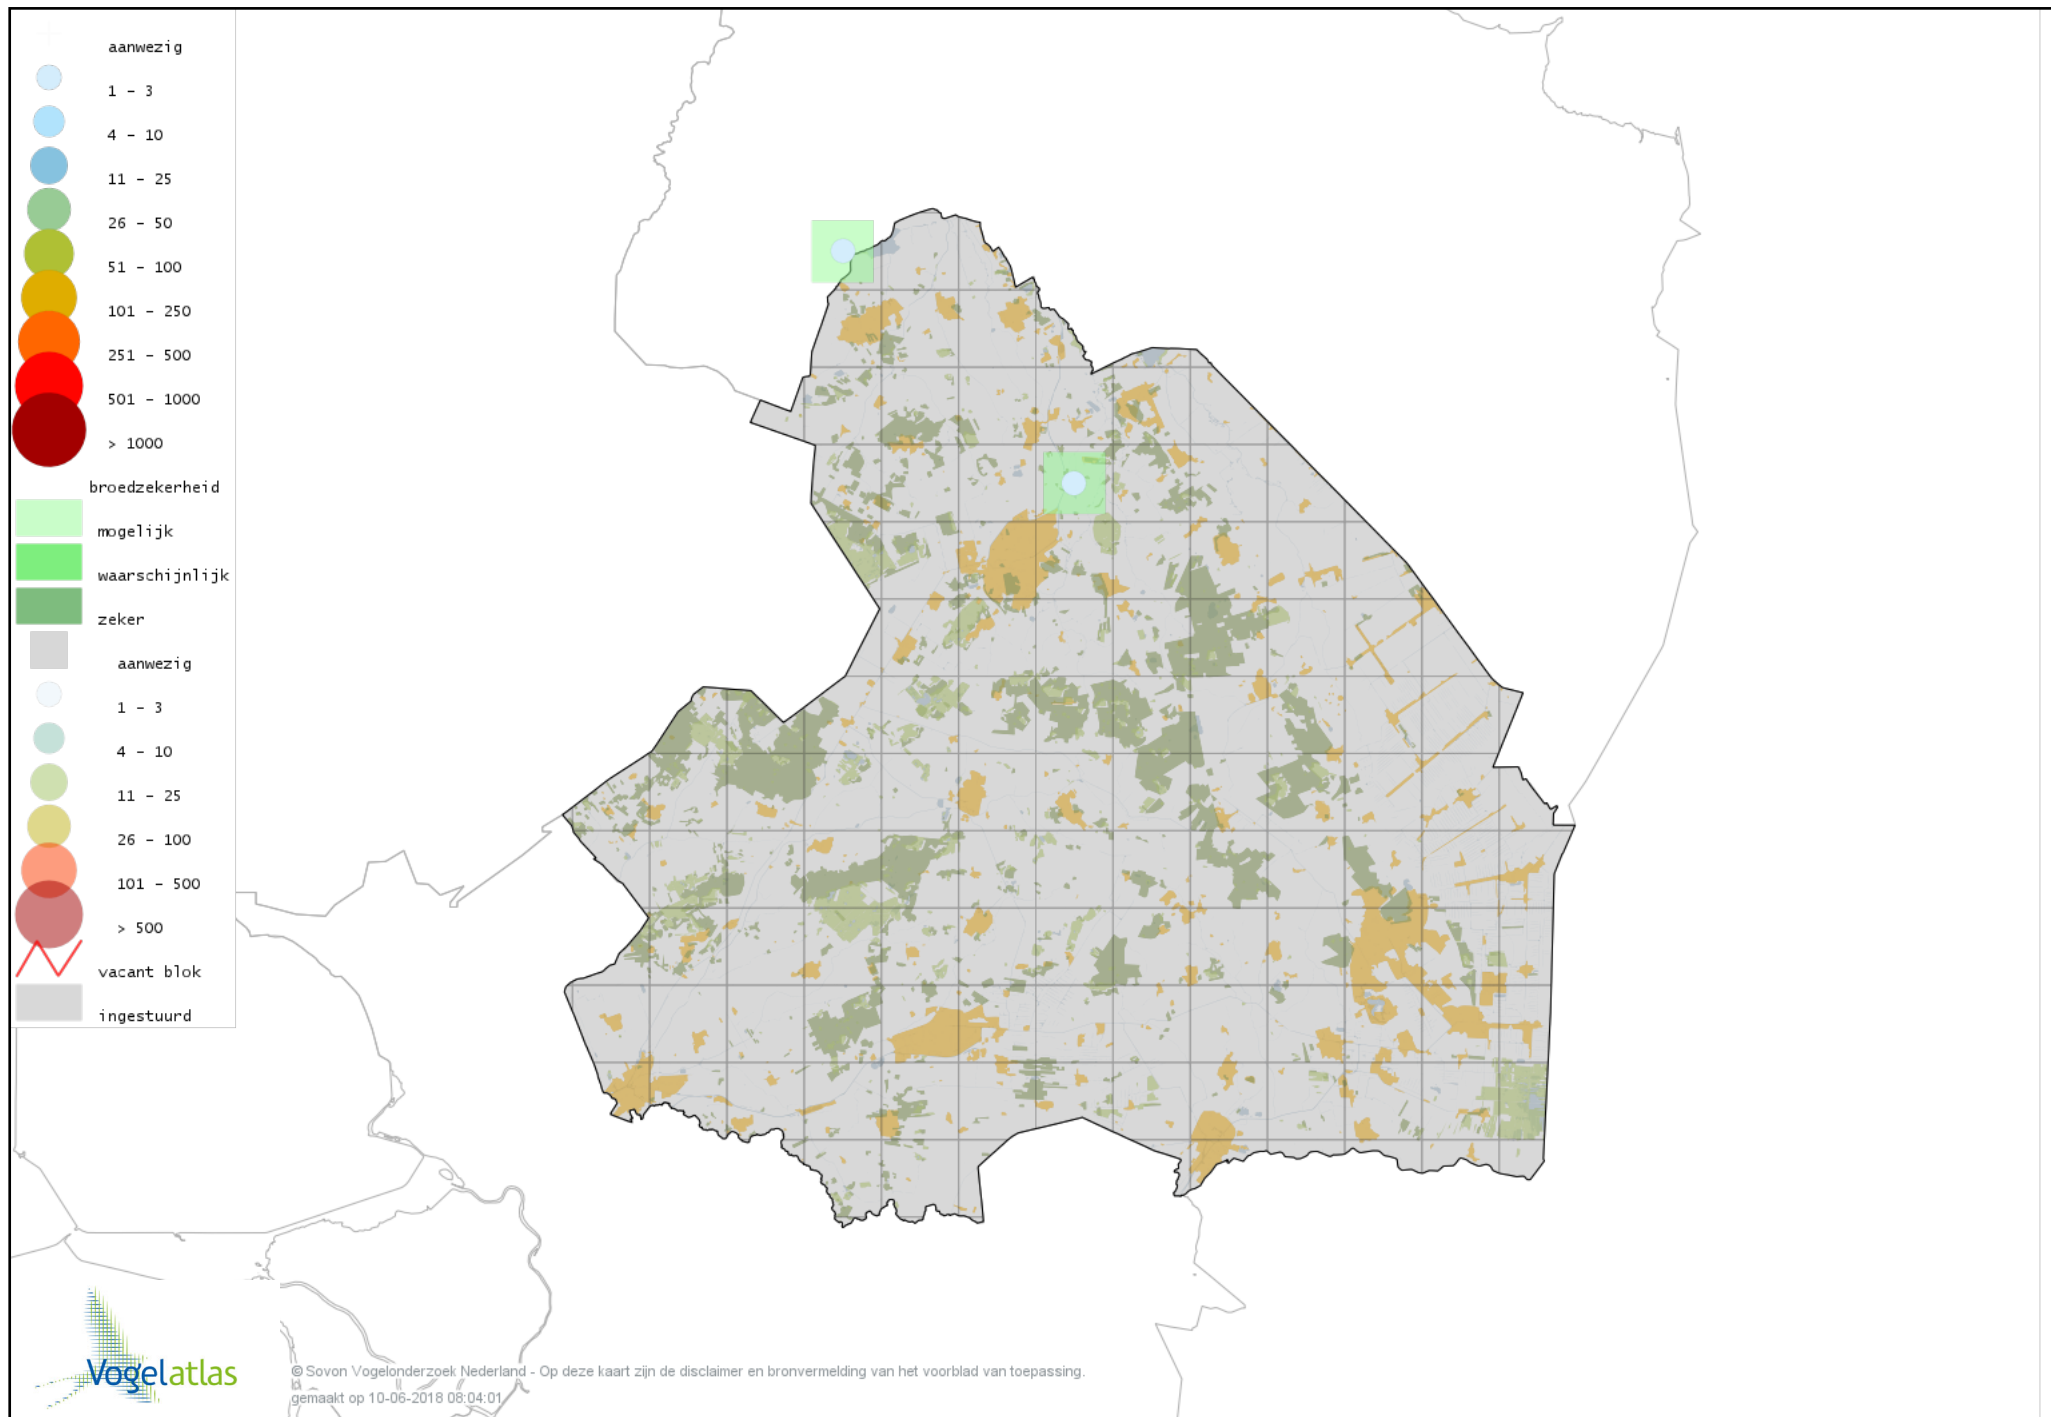 aanwezig
1 - 3
4 - 10
11 - 25
26 - 50
51 - 100
101 - 250
251 - 500
501 - 1000
> 1000
broedzekerheid
mogelijk
waarschijnlijk
zeker
aanwezig
1 - 3
4 - 10
11 - 25
26 - 100
101 - 500
> 500
vacant blok
ingestuurd
Vogelatlas
© Sovon Vogelonderzoek Nederland - Op deze kaart zijn de disclaimer en bronvermelding van het voorblad van toepassing.
gemaakt op 10-06-2018 08:04:01